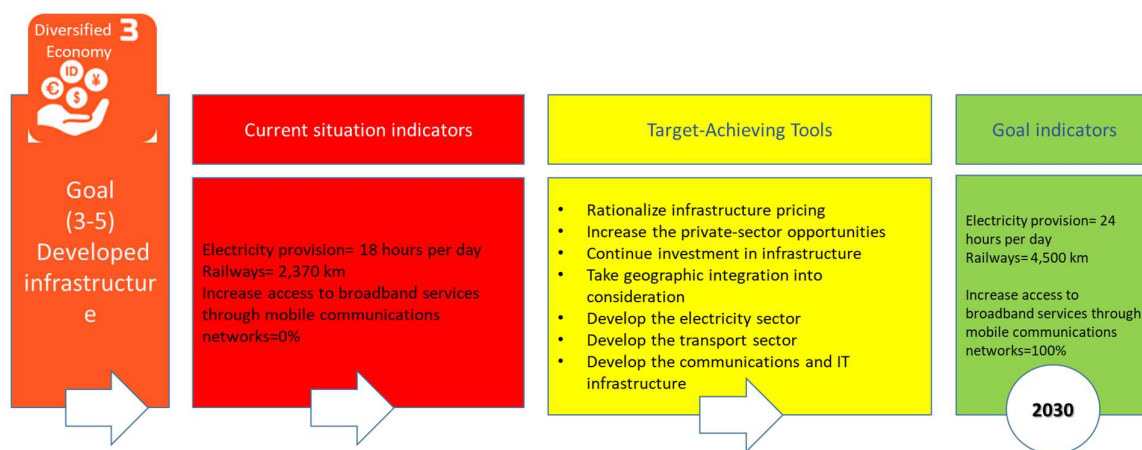 Diversified 3
Economy
ID
€
¥
$
Goal
(3-5)
Developed
infrastructur
e
Current situation indicators
Electricity provision= 18 hours per day
Railways= 2,370 km
Increase access to broadband services
through mobile communications
networks=0%
Target-Achieving Tools
• Rationalize infrastructure pricing
• Increase the private-sector opportunities
• Continue investment in infrastructure
• Take geographic integration into
consideration
• Develop the electricity sector
• Develop the transport sector
• Develop the communications and IT
infrastructure
Goal indicators
Electricity provision= 24
hours per day
Railways= 4,500 km
Increase access to
broadband services through
mobile communications
networks=100%
2030